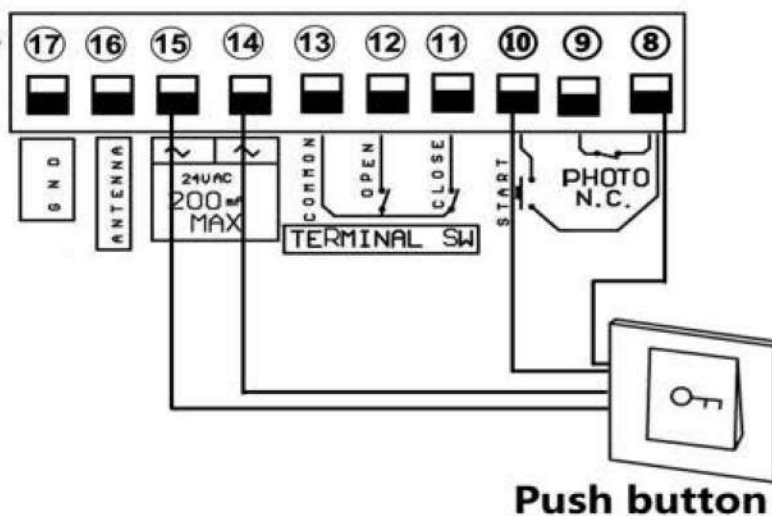 17 16 15 14 13 12 11 10 9 8
GND
ANTENNA
~ ~
24VAC
200mA
MAX
COMMON
OPEN
CLOSE
TERMINAL SW
START
PHOTO
N.C.
Push button